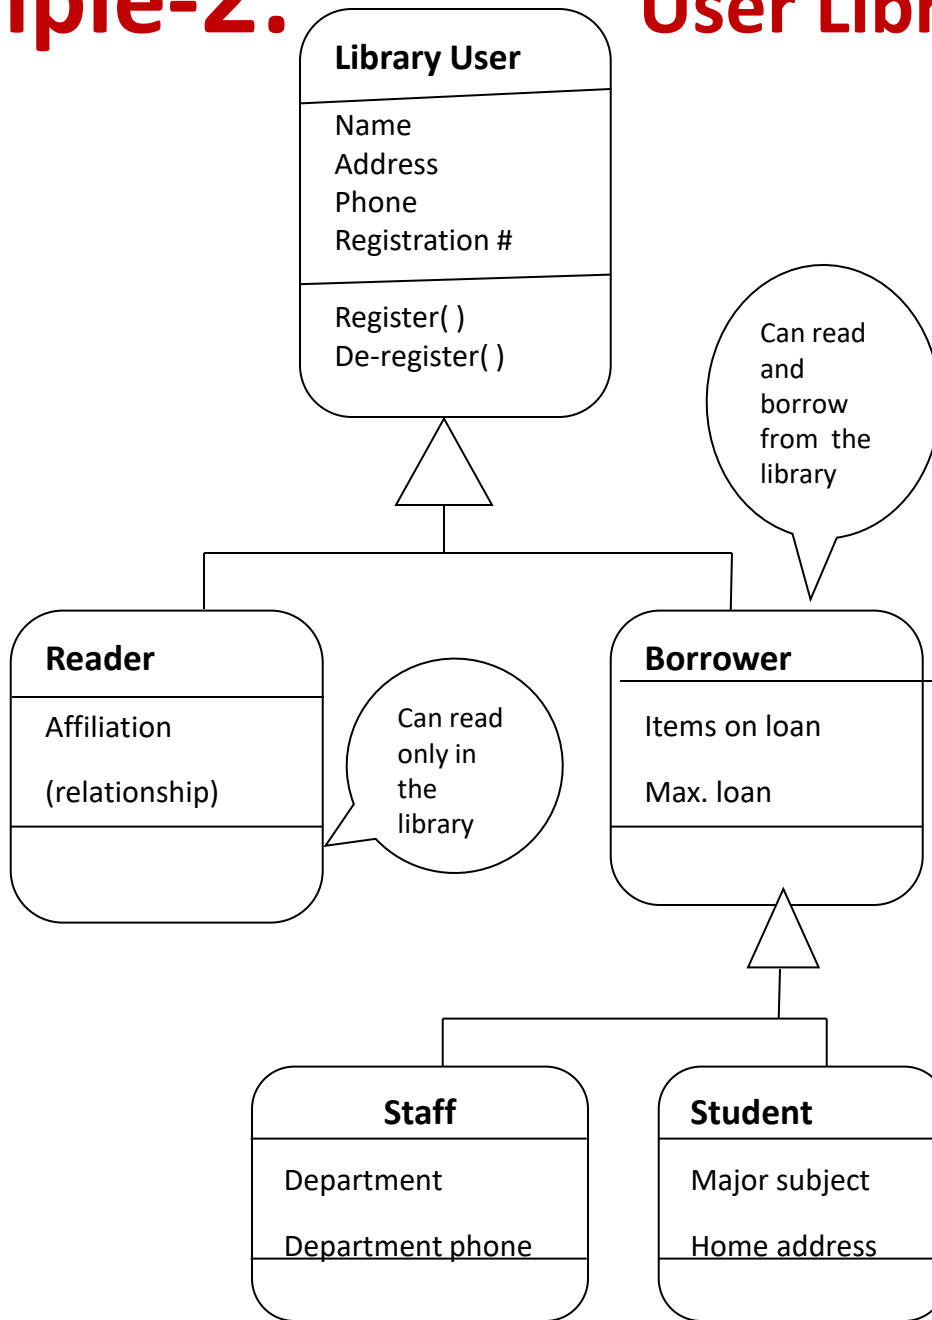 User
Library User
Name
Address
Phone
Registration #
Register( )
De-register( )
Can read
and
borrow
from the
library
Reader
Affiliation
(relationship)
Can read
only in
the
library
Borrower
Items on loan
Max. loan
Staff
Department
Department phone
Student
Major subject
Home address